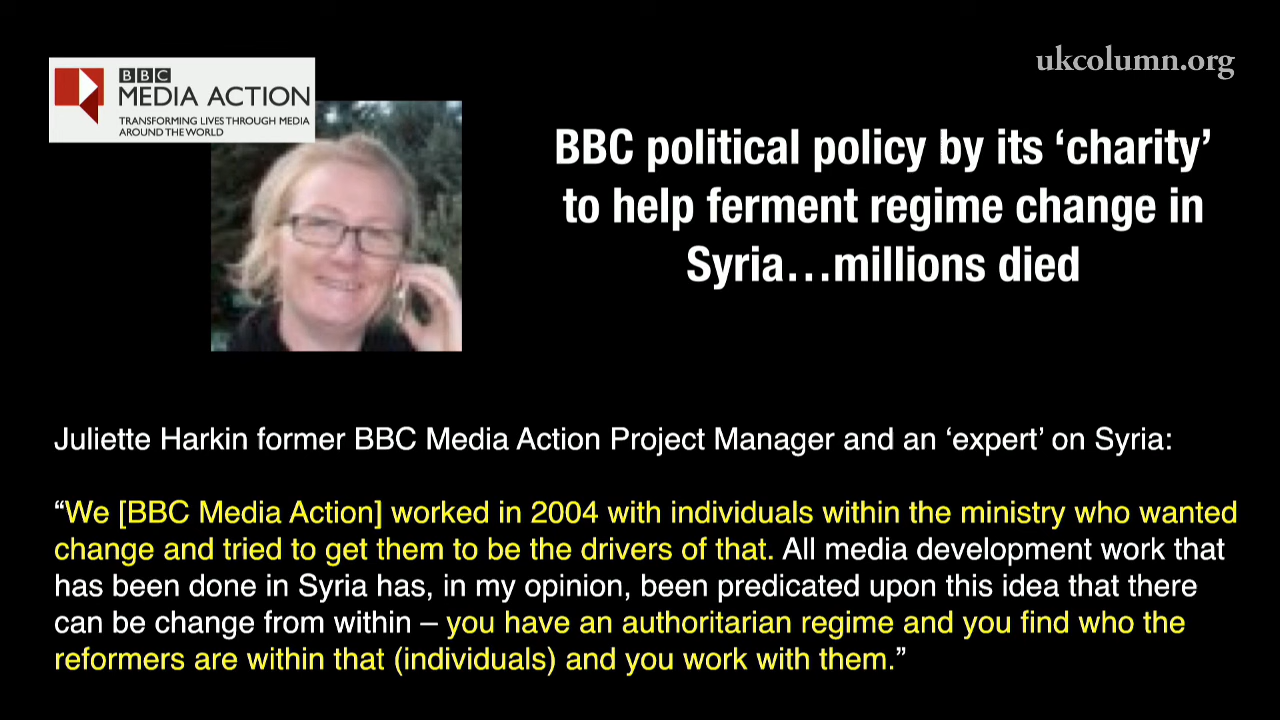 ukcolumn.org
BBC
MEDIA ACTION
TRANSFORMING LIVES THROUGH MEDIA
AROUND THE WORLD
BBC political policy by its ‘charity’
to help ferment regime change in
Syria…millions died
Juliette Harkin former BBC Media Action Project Manager and an ‘expert’ on Syria:
“We [BBC Media Action] worked in 2004 with individuals within the ministry who wanted
change and tried to get them to be the drivers of that. All media development work that
has been done in Syria has, in my opinion, been predicated upon this idea that there
can be change from within – you have an authoritarian regime and you find who the
reformers are within that (individuals) and you work with them.”